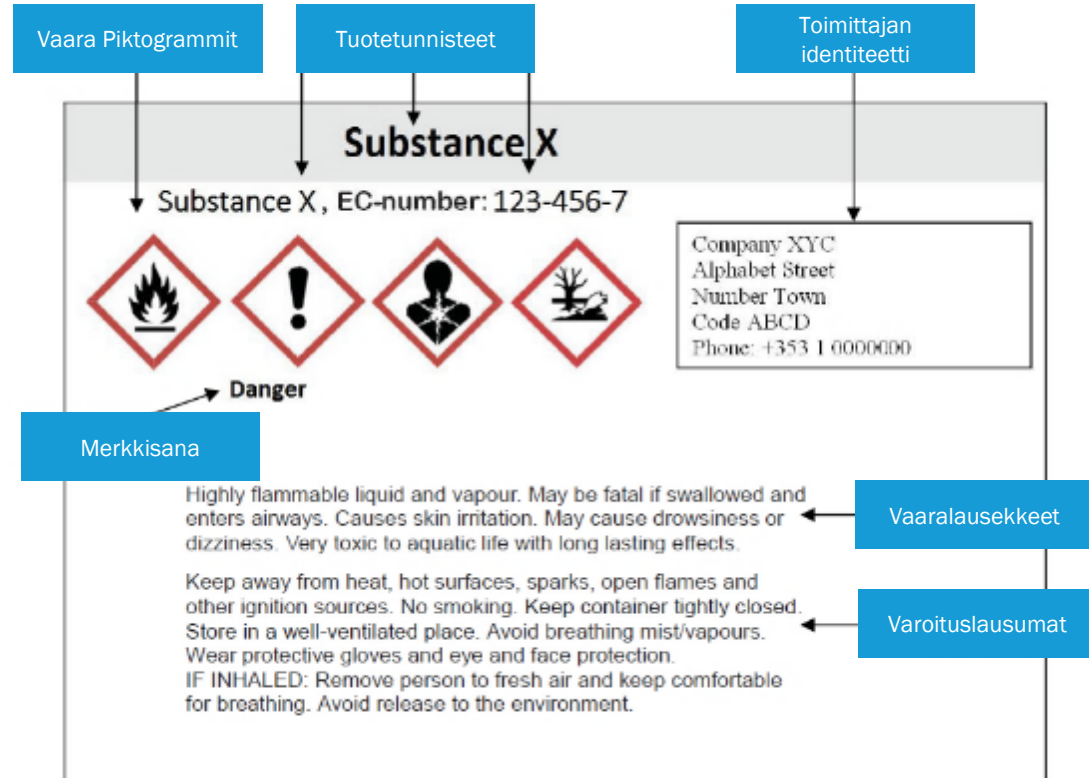 Vaara Piktogrammit
Tuotetunnisteet
Toimittajan
identiteetti
Substance X
Substance X, EC-number: 123-456-7
Company XYC
Alphabet Street
Number Town
Code ABCD
Phone: +353 1 0000000
Danger
Merkkisana
Highly flammable liquid and vapour. May be fatal if swallowed and
enters airways. Causes skin irritation. May cause drowsiness or
dizziness. Very toxic to aquatic life with long lasting effects.
Vaaralausekkeet
Keep away from heat, hot surfaces, sparks, open flames and
other ignition sources. No smoking. Keep container tightly closed.
Store in a well-ventilated place. Avoid breathing mist/vapours.
Wear protective gloves and eye and face protection.
IF INHALED: Remove person to fresh air and keep comfortable
for breathing. Avoid release to the environment.
Varoituslausumat